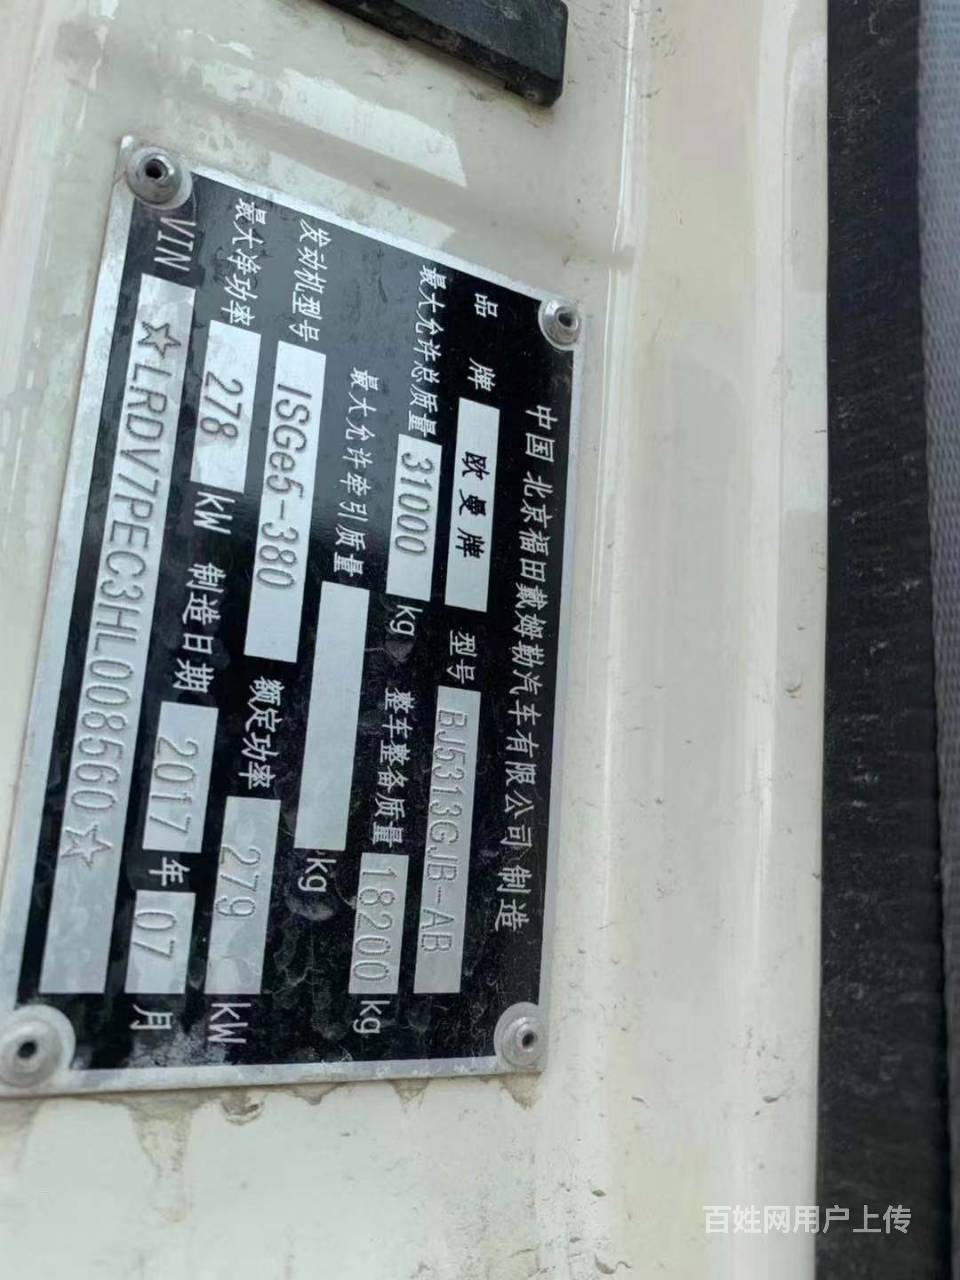 中国 北京福田戴姆勒汽车有限公司 制造
品 牌 欧曼牌 型号 BJ5313GJB-AB
最大允许总质量 31000 kg 整车整备质量 18200 kg
最大允许牵引质量 kg
发动机型号 ISGe5-380 额定功率 279 kW
最大净功率 278 kW 制造日期 2017 年 07 月
VIN ☆LRDV7PEC3HL008560☆
百姓网用户上传